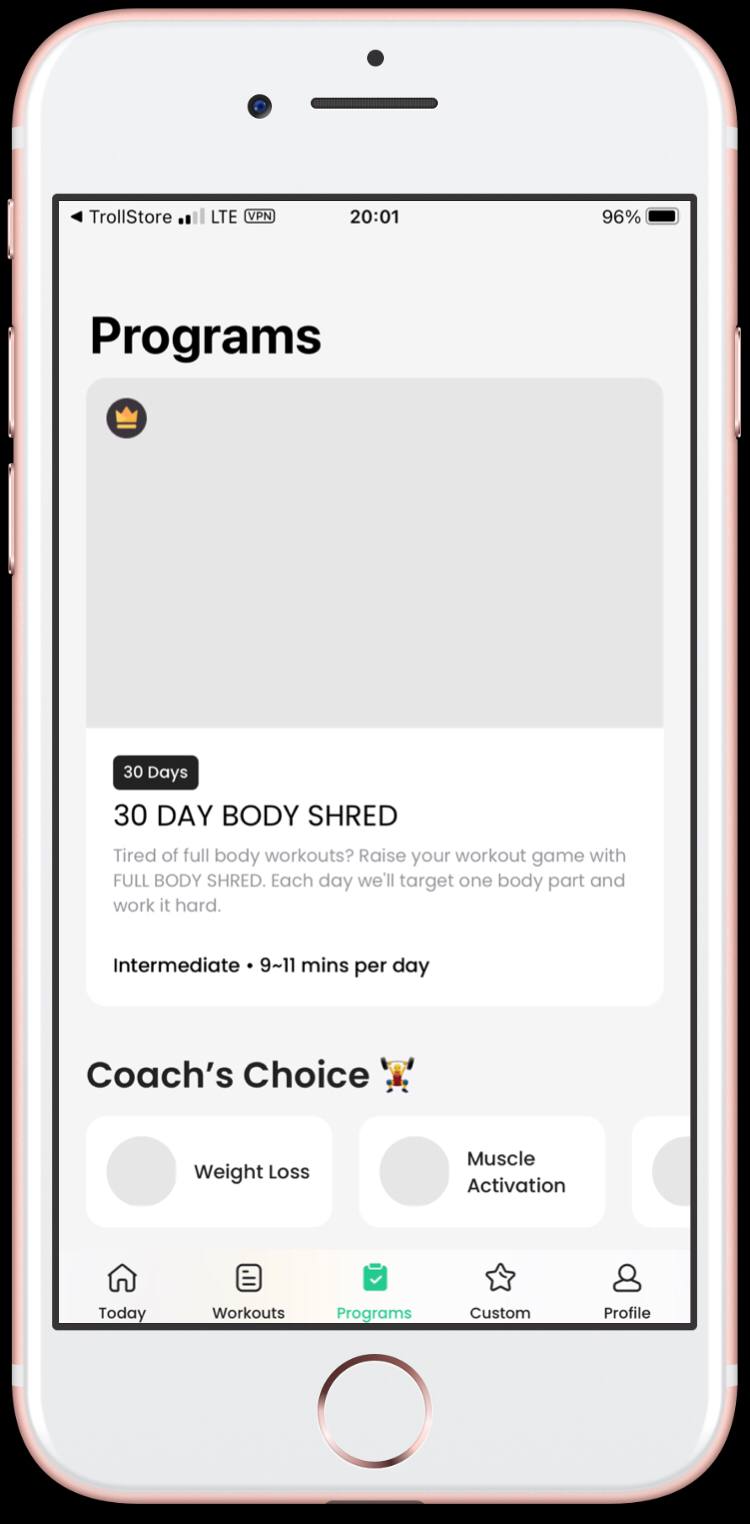 ◀ TrollStore LTE VPN 20:01 96%
Programs
30 Days
30 DAY BODY SHRED
Tired of full body workouts? Raise your workout game with
FULL BODY SHRED. Each day we'll target one body part and
work it hard.
Intermediate • 9~11 mins per day
Coach’s Choice 🏋️
Weight Loss
Muscle
Activation
Today Workouts Programs Custom Profile